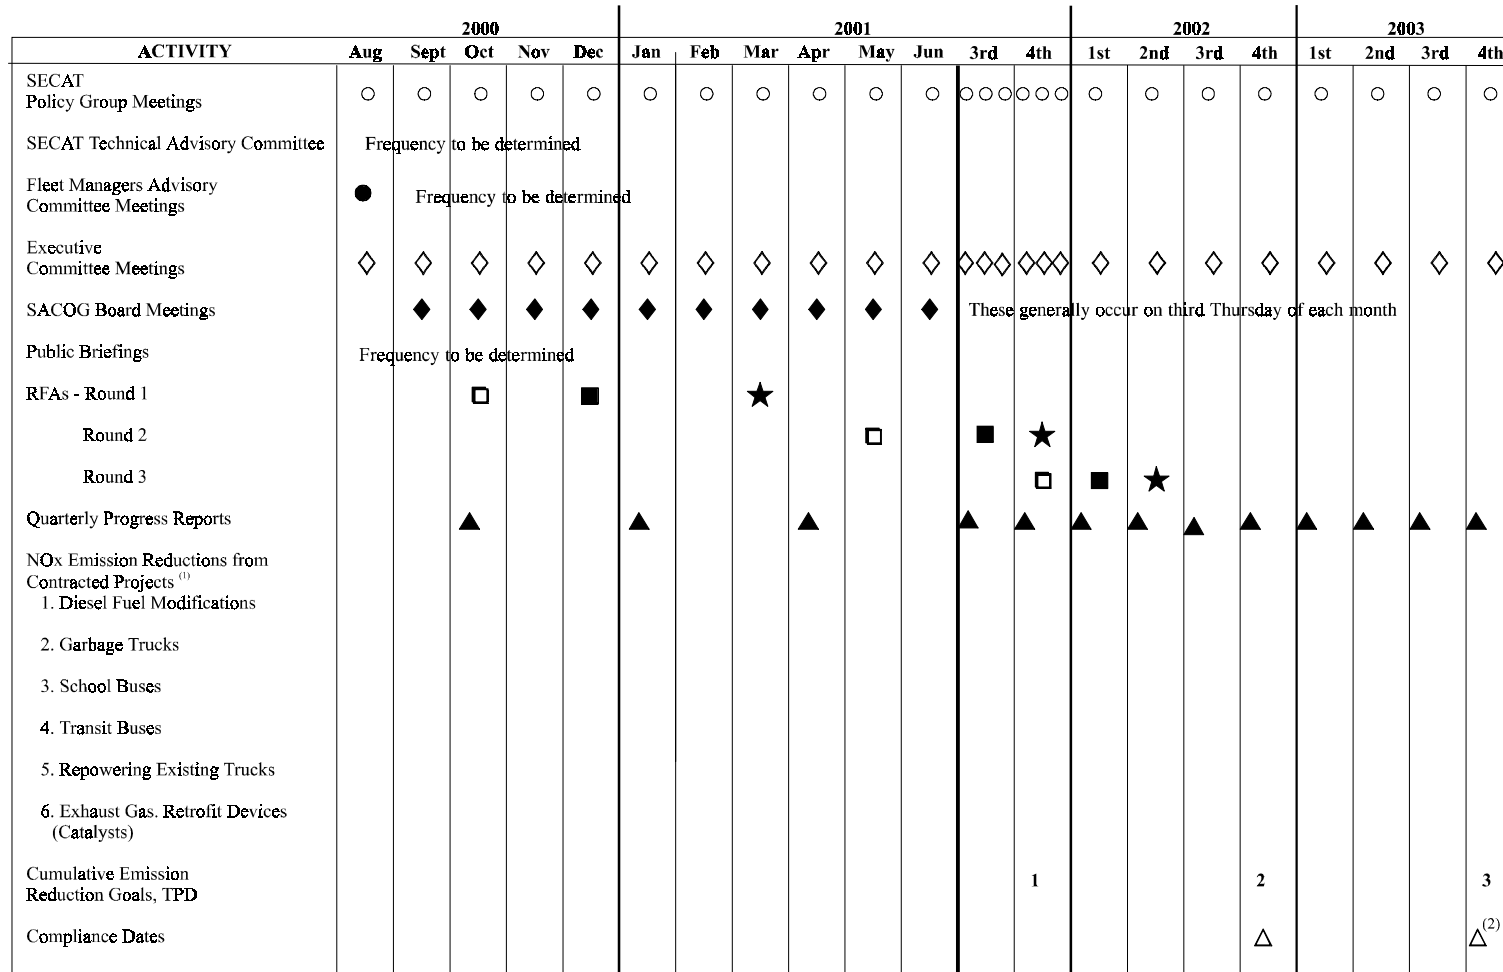 2000 2001 2002 2003
ACTIVITY Aug Sept Oct Nov Dec Jan Feb Mar Apr May Jun 3rd 4th 1st 2nd 3rd 4th 1st 2nd 3rd 4th
SECAT
Policy Group Meetings
SECAT Technical Advisory Committee Frequency to be determined
Fleet Managers Advisory
Committee Meetings Frequency to be determined
Executive
Committee Meetings
SACOG Board Meetings These generally occur on third Thursday of each month
Public Briefings Frequency to be determined
RFAs - Round 1
Round 2
Round 3
Quarterly Progress Reports
NOx Emission Reductions from
Contracted Projects (1)
1. Diesel Fuel Modifications
2. Garbage Trucks
3. School Buses
4. Transit Buses
5. Repowering Existing Trucks
6. Exhaust Gas. Retrofit Devices
(Catalysts)
Cumulative Emission
Reduction Goals, TPD 1 2 3
Compliance Dates (2)